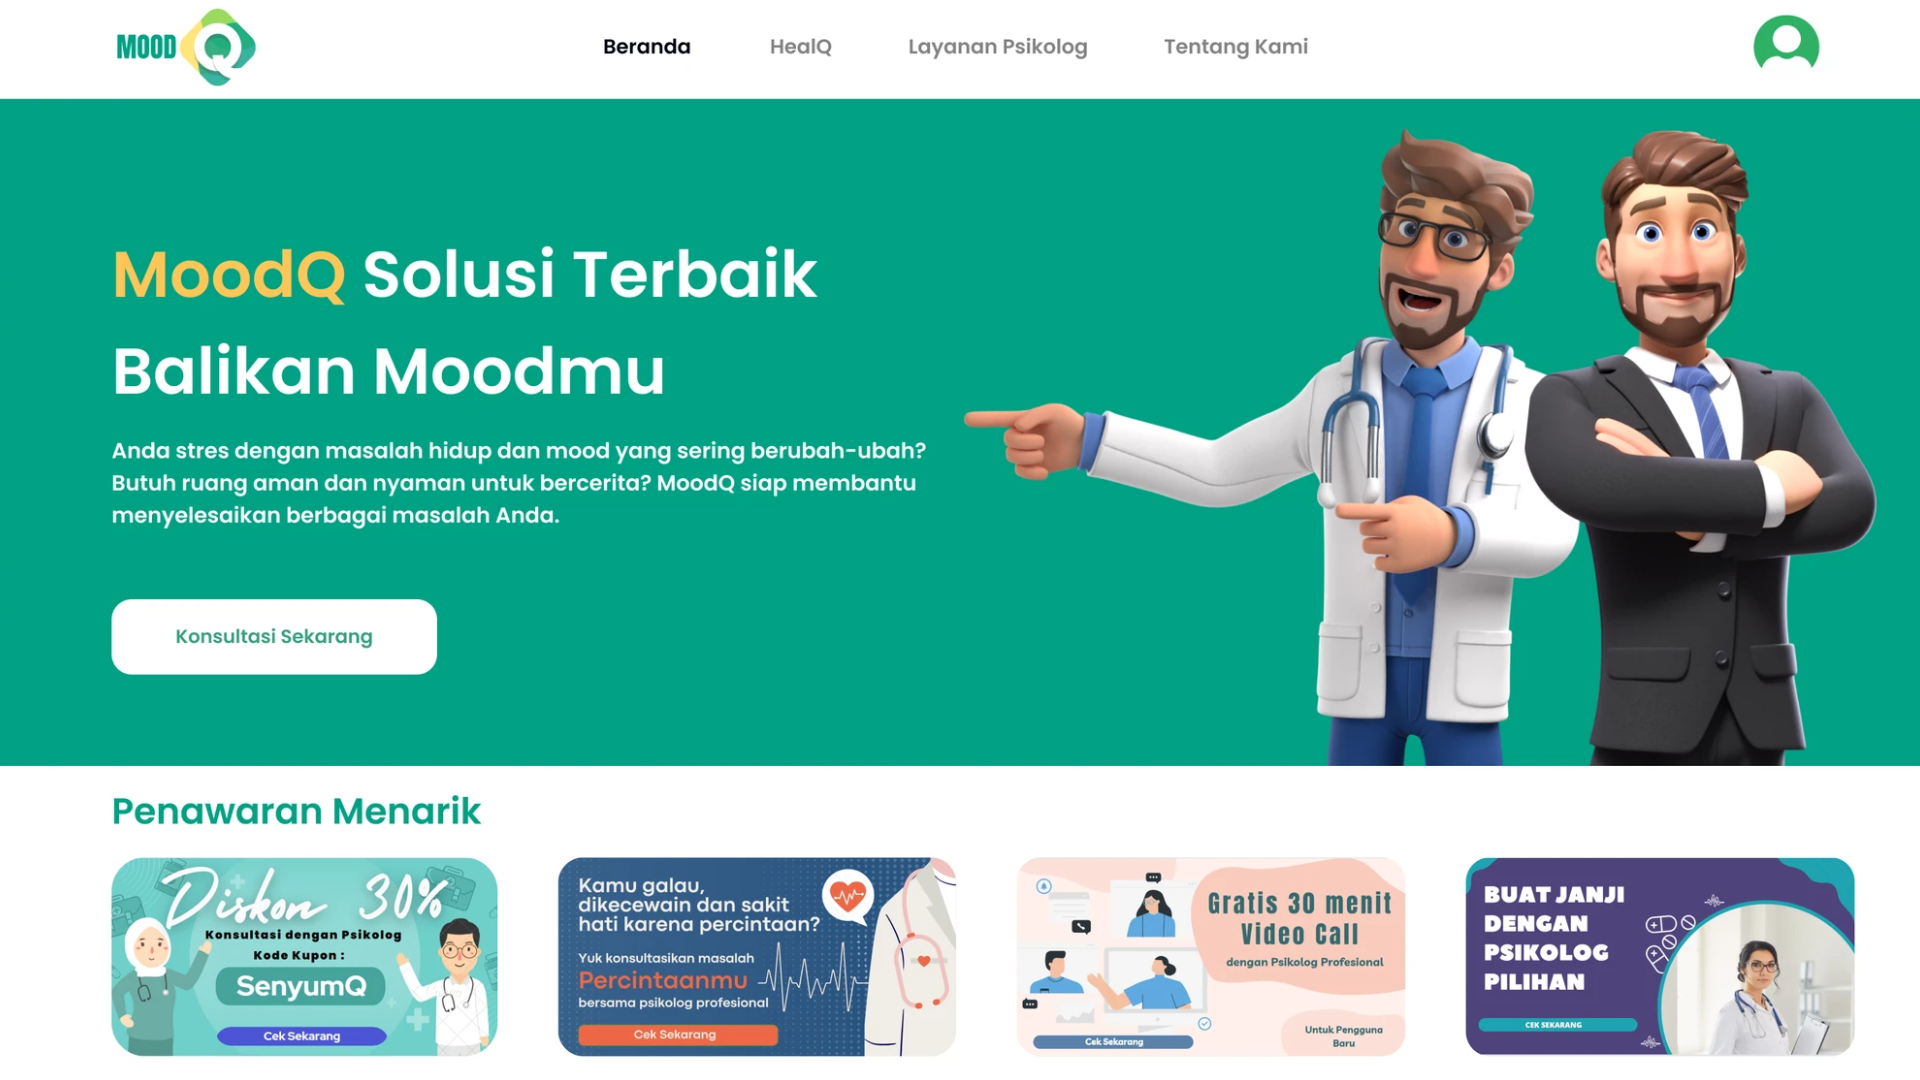 MOOD Q
Beranda
HealQ
Layanan Psikolog
Tentang Kami
MoodQ Solusi Terbaik
Balikan Moodmu
Anda stres dengan masalah hidup dan mood yang sering berubah-ubah?
Butuh ruang aman dan nyaman untuk bercerita? MoodQ siap membantu
menyelesaikan berbagai masalah Anda.
Konsultasi Sekarang
Penawaran Menarik
Diskon 30%
Konsultasi dengan Psikolog
Kode Kupon :
SenyumQ
Cek Sekarang
Kamu galau,
dikecewain dan sakit
hati karena percintaan?
Yuk konsultasikan masalah
Percintaanmu
bersama psikolog profesional
Cek Sekarang
Gratis 30 menit
Video Call
dengan Psikolog Profesional
Untuk Pengguna
Baru
Cek Sekarang
BUAT JANJI
DENGAN
PSIKOLOG
PILIHAN
CEK SEKARANG